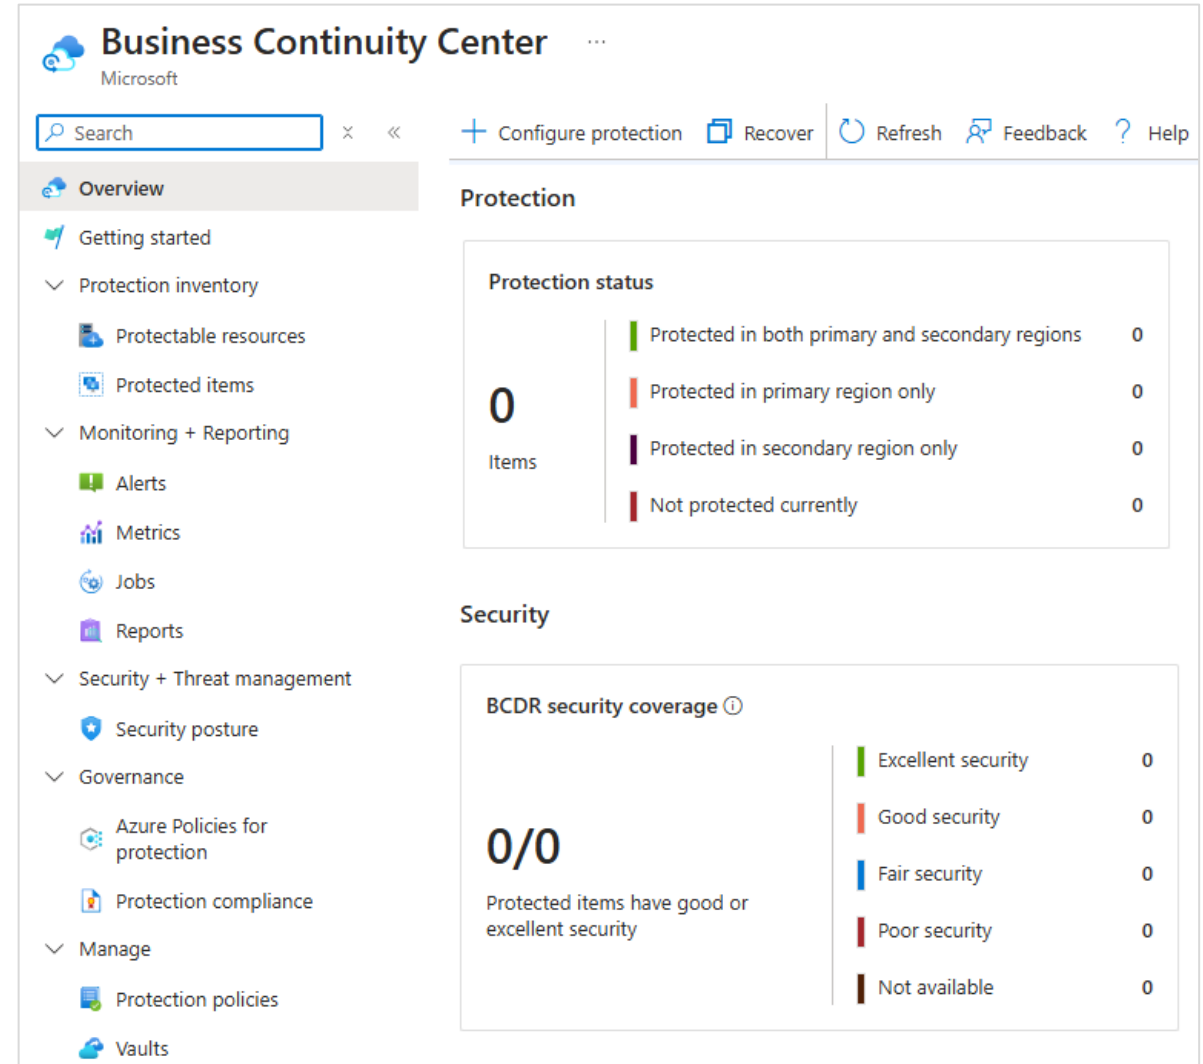 Business Continuity Center ...
Microsoft
Search
Overview
Getting started
Protection inventory
Protectable resources
Protected items
Monitoring + Reporting
Alerts
Metrics
Jobs
Reports
Security + Threat management
Security posture
Governance
Azure Policies for
protection
Protection compliance
Manage
Protection policies
Vaults
Configure protection Recover Refresh Feedback Help
Protection
Protection status
0
Items
Protected in both primary and secondary regions 0
Protected in primary region only 0
Protected in secondary region only 0
Not protected currently 0
Security
BCDR security coverage
0/0
Protected items have good or
excellent security
Excellent security 0
Good security 0
Fair security 0
Poor security 0
Not available 0